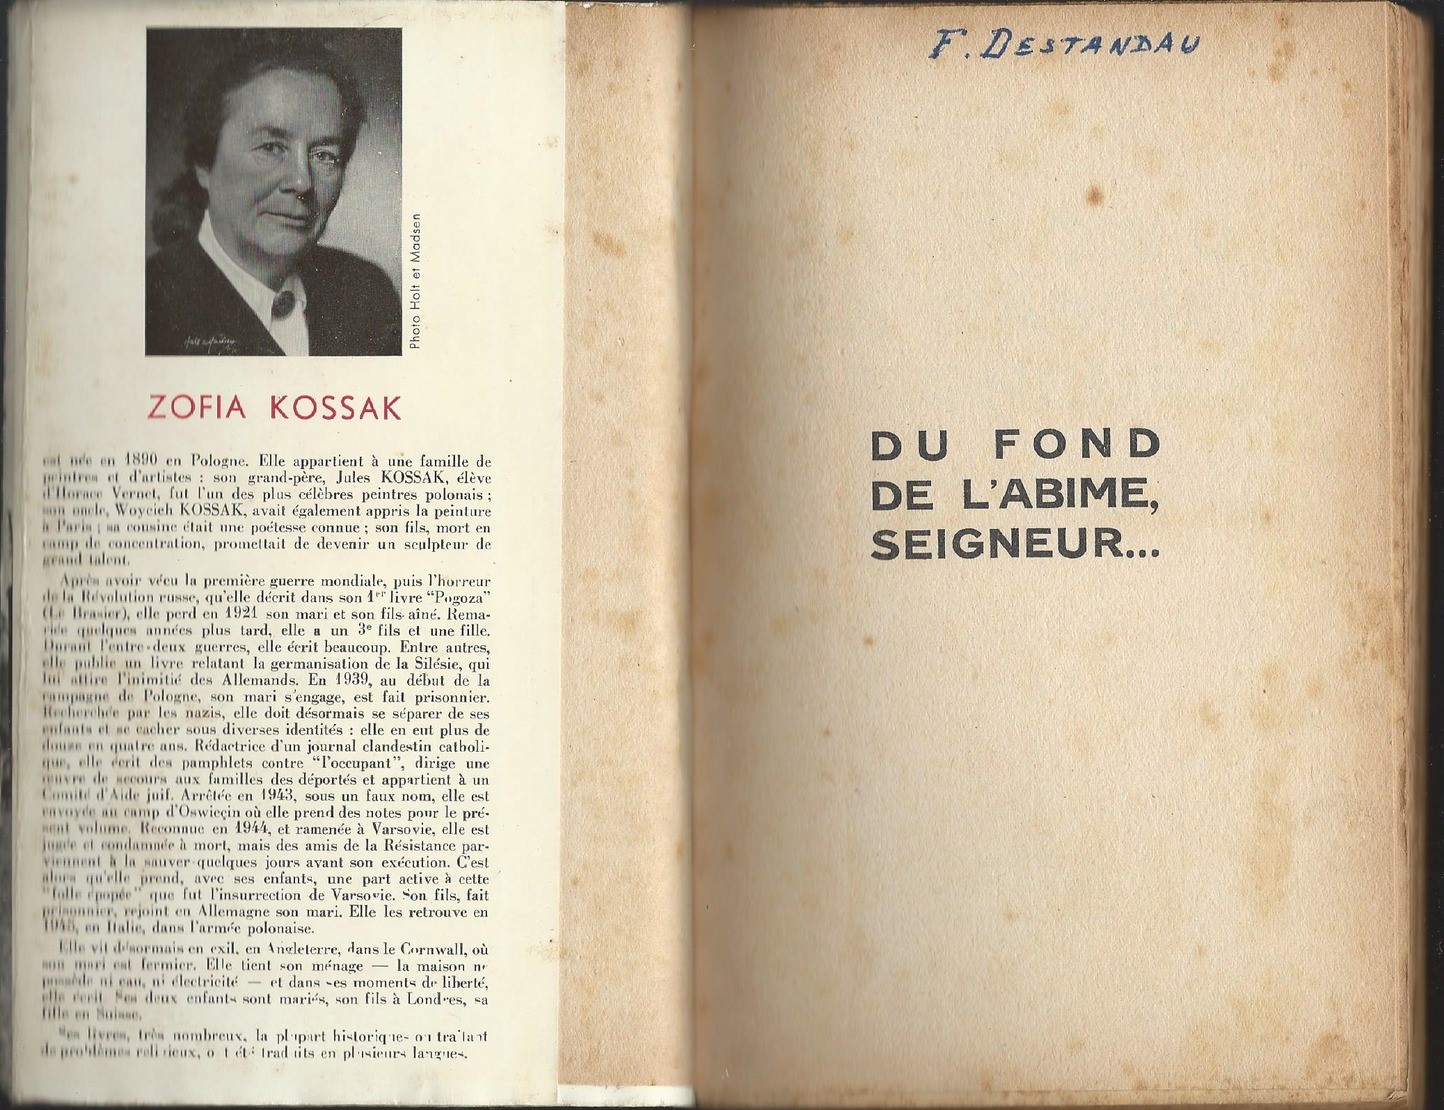 Photo Holt et Madsen
ZOFIA KOSSAK
est née en 1890 en Pologne. Elle appartient à une famille de
peintres et d'artistes : son grand-père, Jules KOSSAK, élève
d'Horace Vernet, fut l'un des plus célèbres peintres polonais ;
son oncle, Woycieh KOSSAK, avait également appris la peinture
à Paris ; sa cousine était une poétesse connue ; son fils, mort en
camp de concentration, promettait de devenir un sculpteur de
grand talent.
Après avoir vécu la première guerre mondiale, puis l'horreur
de la Révolution russe, qu'elle décrit dans son 1er livre "Pogoza"
(Le Brasier), elle perd en 1921 son mari et son fils aîné. Rema-
riée quelques années plus tard, elle a un 3e fils et une fille.
Durant l'entre-deux guerres, elle écrit beaucoup. Entre autres,
elle publie un livre relatant la germanisation de la Silésie, qui
lui attire l'inimitié des Allemands. En 1939, au début de la
campagne de Pologne, son mari s'engage, est fait prisonnier.
Recherchée par les nazis, elle doit désormais se séparer de ses
enfants et se cacher sous diverses identités : elle en eut plus de
douze en quatre ans. Rédactrice d'un journal clandestin catholi-
que, elle écrit des pamphlets contre "l'occupant", dirige une
œuvre de secours aux familles des déportés et appartient à un
Comité d'Aide juif. Arrêtée en 1943, sous un faux nom, elle est
envoyée au camp d'Oswieçin où elle prend des notes pour le pré-
sent volume. Reconnue en 1944, et ramenée à Varsovie, elle est
jugée et condamnée à mort, mais des amis de la Résistance par-
viennent à la sauver quelques jours avant son exécution. C'est
alors qu'elle prend, avec ses enfants, une part active à cette
"folle épopée" que fut l'insurrection de Varsovie. Son fils, fait
prisonnier, rejoint en Allemagne son mari. Elle les retrouve en
1945, en Italie, dans l'armée polonaise.
Elle vit désormais en exil, en Angleterre, dans le Cornwall, où
son mari est fermier. Elle tient son ménage — la maison ne
possède ni eau, ni électricité — et dans ses moments de liberté,
elle écrit. Ses deux enfants sont mariés, son fils à Londres, sa
fille en Suisse.
Ses livres, très nombreux, la plupart historiques ou traitant
de problèmes religieux, ont été traduits en plusieurs langues.
F. DESTANDAU
DU FOND
DE L'ABIME,
SEIGNEUR...